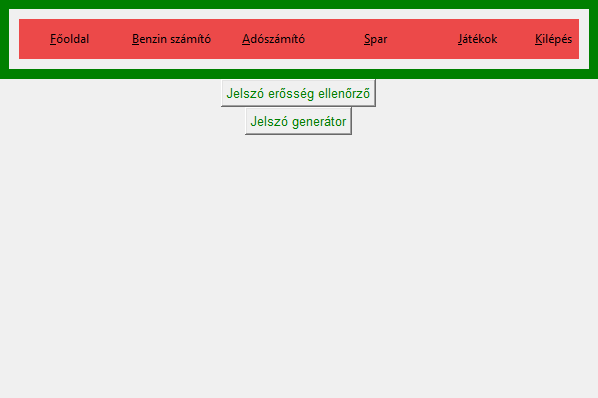 Főoldal Benzin számító Adószámító Spar Játékok Kilépés
Jelszó erősség ellenőrző
Jelszó generátor